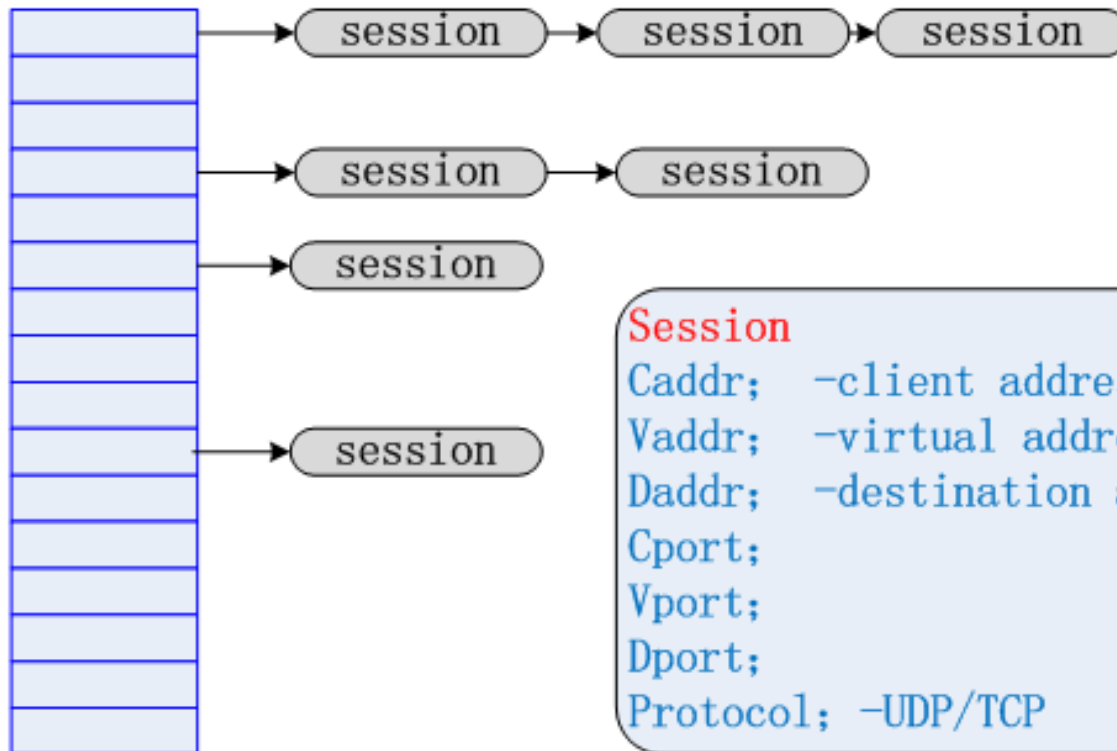 session session session
session session
session
session
Session
Caddr； -client addre
Vaddr； -virtual addr
Daddr； -destination
Cport；
Vport；
Dport；
Protocol；-UDP/TCP